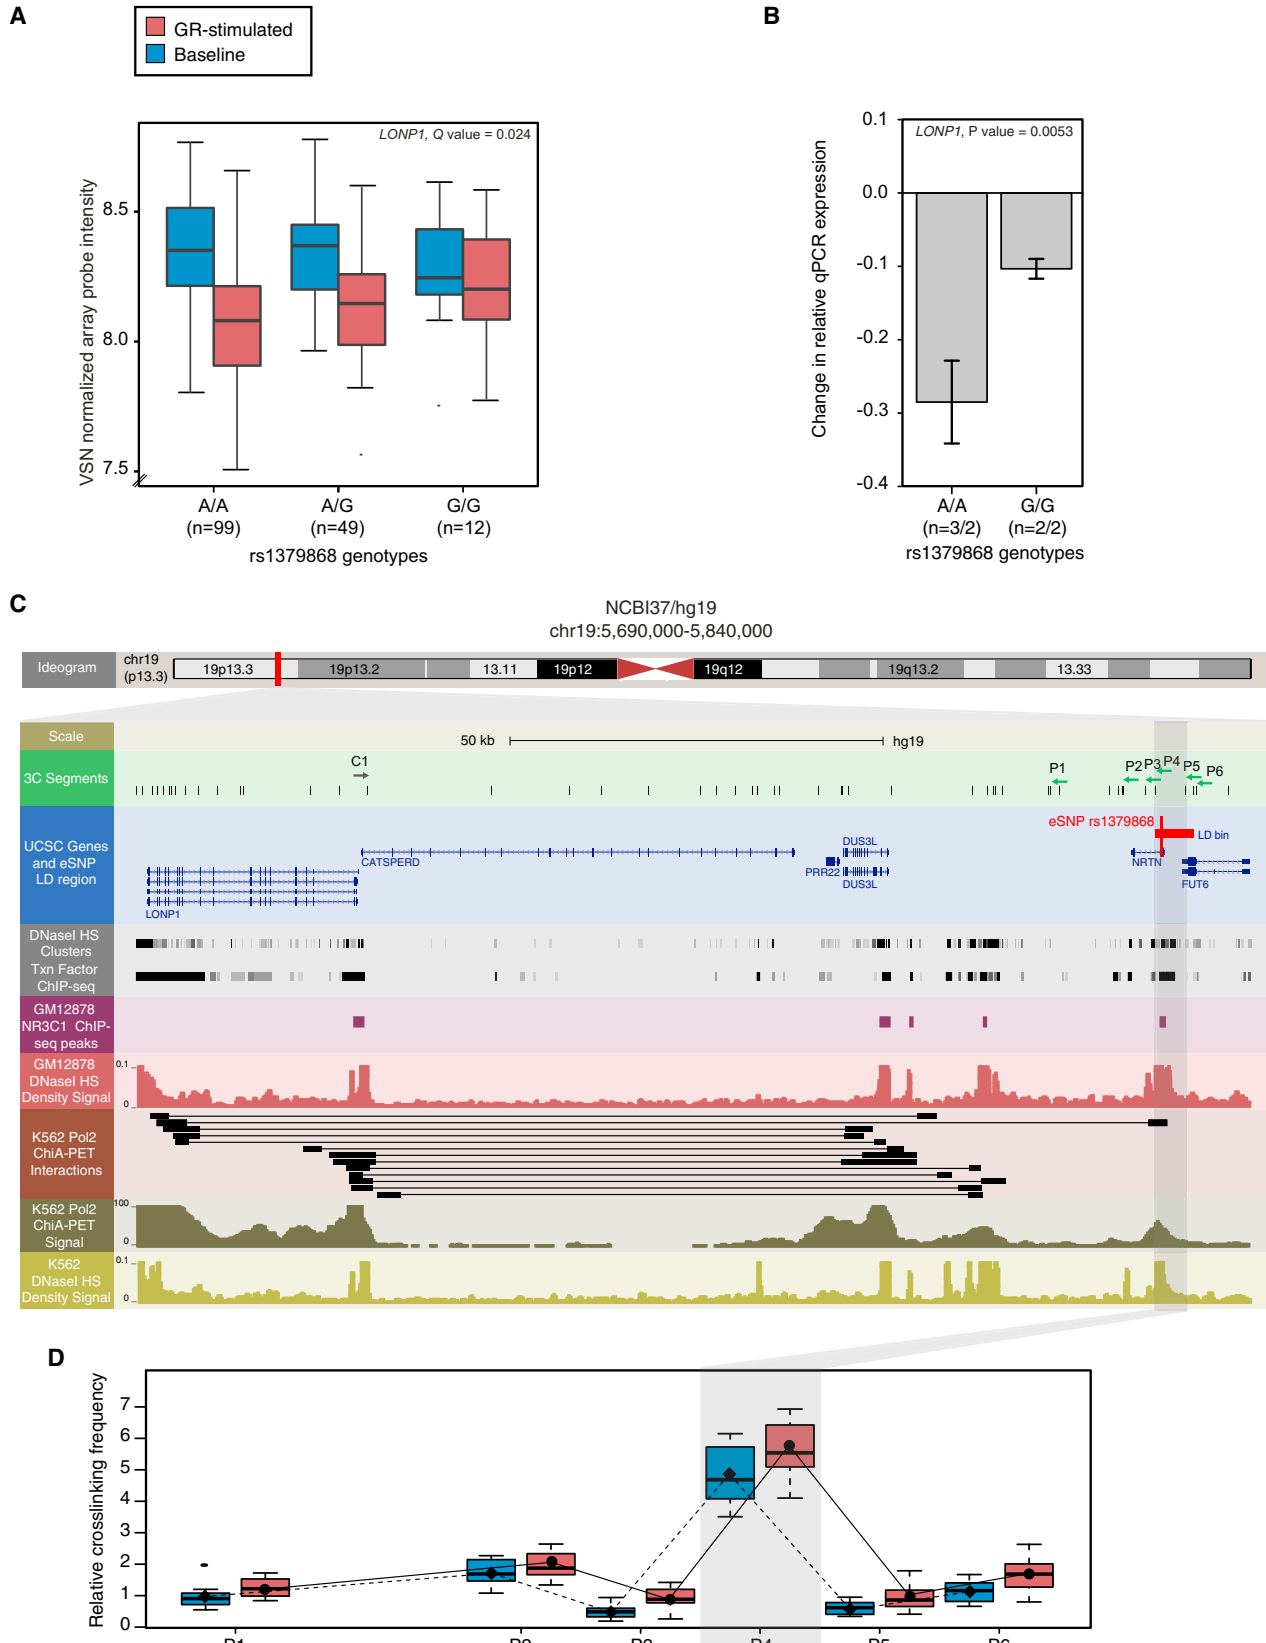 A
GR-stimulated
Baseline
LONP1, Q value = 0.024
VSN normalized array probe intensity
8.5
8.0
7.5
A/A
(n=99)
A/G
(n=49)
G/G
(n=12)
rs1379868 genotypes
B
LONP1, P value = 0.0053
Change in relative qPCR expression
0.1
0.0
-0.1
-0.2
-0.3
-0.4
A/A
(n=3/2)
G/G
(n=2/2)
rs1379868 genotypes
C
NCBI37/hg19
chr19:5,690,000-5,840,000
Ideogram
chr19
(p13.3)
19p13.3
19p13.2
13.11
19p12
19q12
19q13.2
13.33
Scale
50 kb
hg19
3C Segments
C1
P1
P2
P3
P4
P5
P6
UCSC Genes
and eSNP
LD region
eSNP rs1379868
LD bin
CATSPERD
DUS3L
PRR22
DUS3L
NRTN
FUT6
LONP1
DNaseI HS
Clusters
Txn Factor
ChIP-seq
GM12878
NR3C1 ChIP-
seq peaks
GM12878
DNaseI HS
Density Signal
0.1
0
K562 Pol2
ChiA-PET
Interactions
K562 Pol2
ChiA-PET
Signal
100
0
K562
DNaseI HS
Density Signal
0.1
0
D
Relative crosslinking frequency
7
6
5
4
3
2
1
0
P1
P2
P3
P4
P5
P6